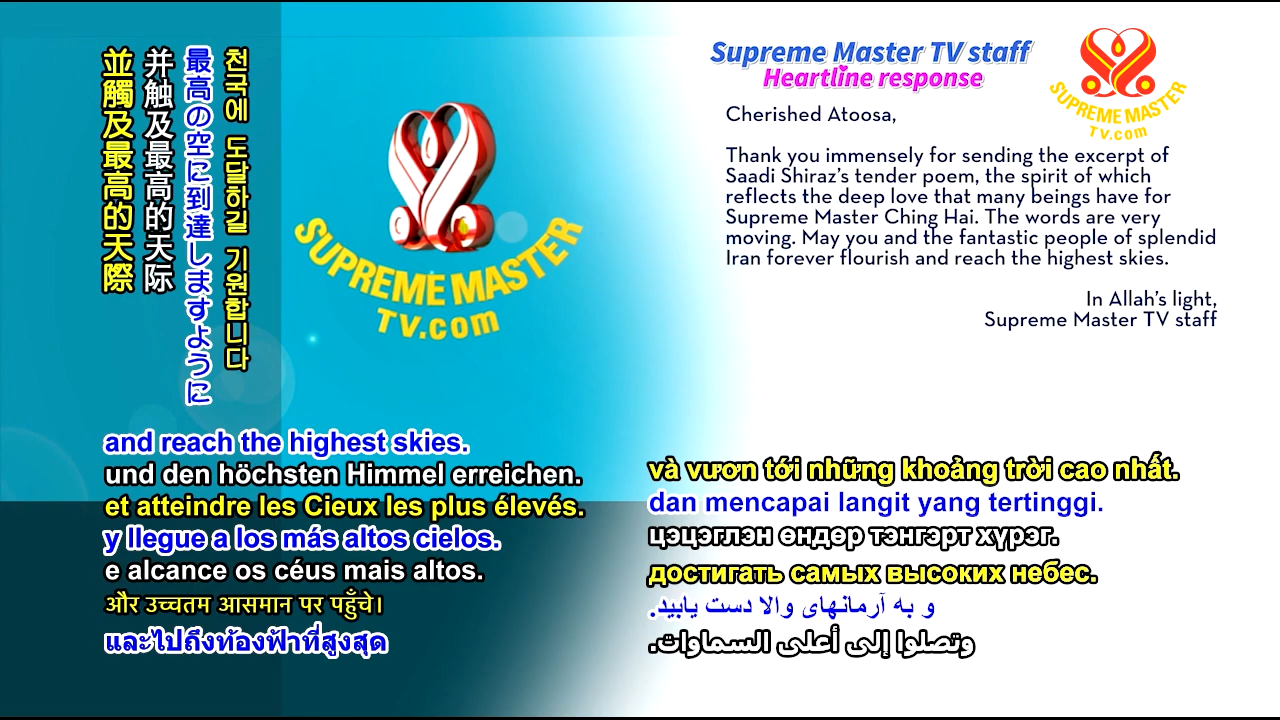 並觸及最高的天際
并触及最高的天际
最高の空に到達しますように
천국에 도달하길 기원합니다
SUPREME MASTER
TV.com
Supreme Master TV staff
Heartline response
SUPREME MASTER
TV.com
Cherished Atoosa,
Thank you immensely for sending the excerpt of
Saadi Shiraz's tender poem, the spirit of which
reflects the deep love that many beings have for
Supreme Master Ching Hai. The words are very
moving. May you and the fantastic people of splendid
Iran forever flourish and reach the highest skies.
In Allah's light,
Supreme Master TV staff
and reach the highest skies.
und den höchsten Himmel erreichen.
et atteindre les Cieux les plus élevés.
y llegue a los más altos cielos.
e alcance os céus mais altos.
और उच्चतम आसमान पर पहुँचे।
และไปถึงท้องฟ้าที่สูงสุด
và vươn tới những khoảng trời cao nhất.
dan mencapai langit yang tertinggi.
цэцэглэн өндөр тэнгэрт хүрэг.
достигать самых высоких небес.
و به آرمانهای والا دست یابید.
وتصلوا إلى أعلى السماوات.